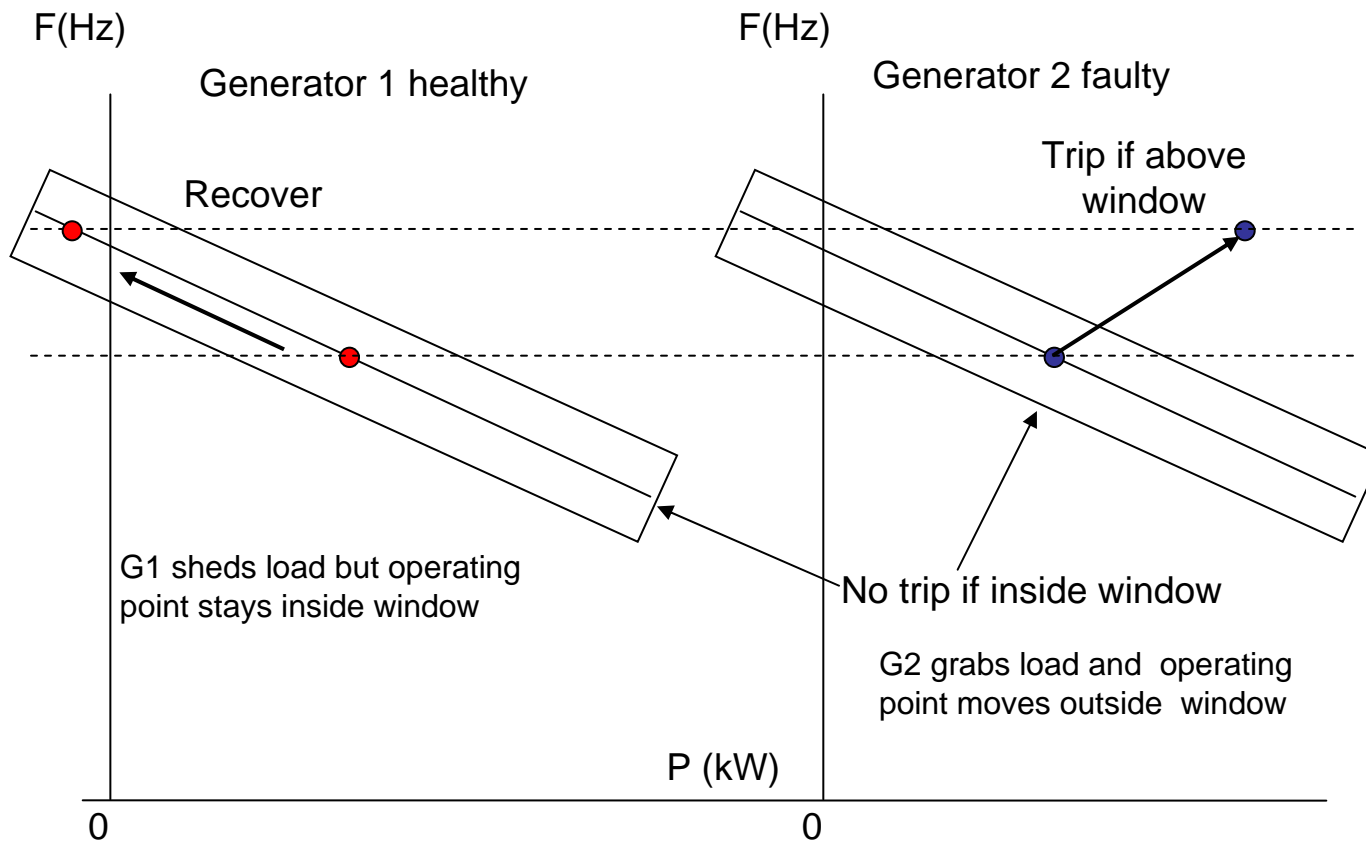 F(Hz)
F(Hz)
Generator 1 healthy
Generator 2 faulty
Trip if above
window
Recover
G1 sheds load but operating
point stays inside window
No trip if inside window
G2 grabs load and operating
point moves outside window
P (kW)
0
0